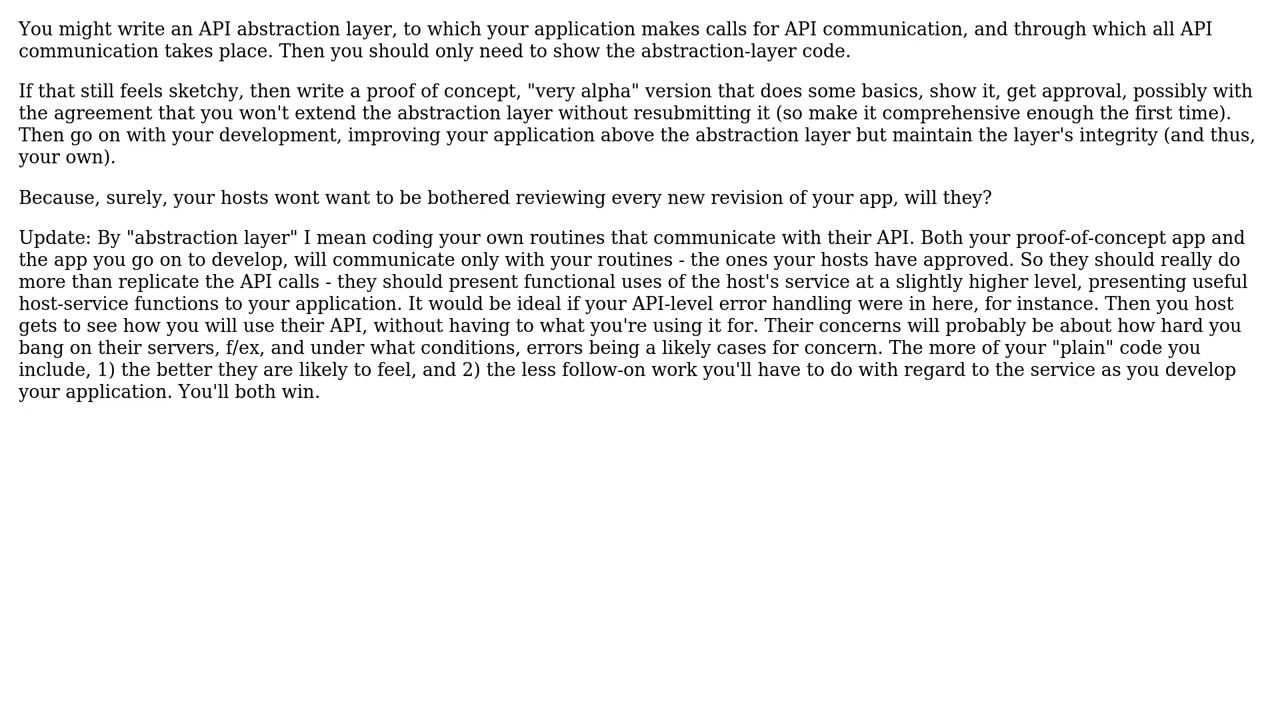 You might write an API abstraction layer, to which your application makes calls for API communication, and through which all API
communication takes place. Then you should only need to show the abstraction-layer code.
If that still feels sketchy, then write a proof of concept, "very alpha" version that does some basics, show it, get approval, possibly with
the agreement that you won't extend the abstraction layer without resubmitting it (so make it comprehensive enough the first time).
Then go on with your development, improving your application above the abstraction layer but maintain the layer's integrity (and thus,
your own).
Because, surely, your hosts wont want to be bothered reviewing every new revision of your app, will they?
Update: By "abstraction layer" I mean coding your own routines that communicate with their API. Both your proof-of-concept app and
the app you go on to develop, will communicate only with your routines - the ones your hosts have approved. So they should really do
more than replicate the API calls - they should present functional uses of the host's service at a slightly higher level, presenting useful
host-service functions to your application. It would be ideal if your API-level error handling were in here, for instance. Then you host
gets to see how you will use their API, without having to what you're using it for. Their concerns will probably be about how hard you
bang on their servers, f/ex, and under what conditions, errors being a likely cases for concern. The more of your "plain" code you
include, 1) the better they are likely to feel, and 2) the less follow-on work you'll have to do with regard to the service as you develop
your application. You'll both win.